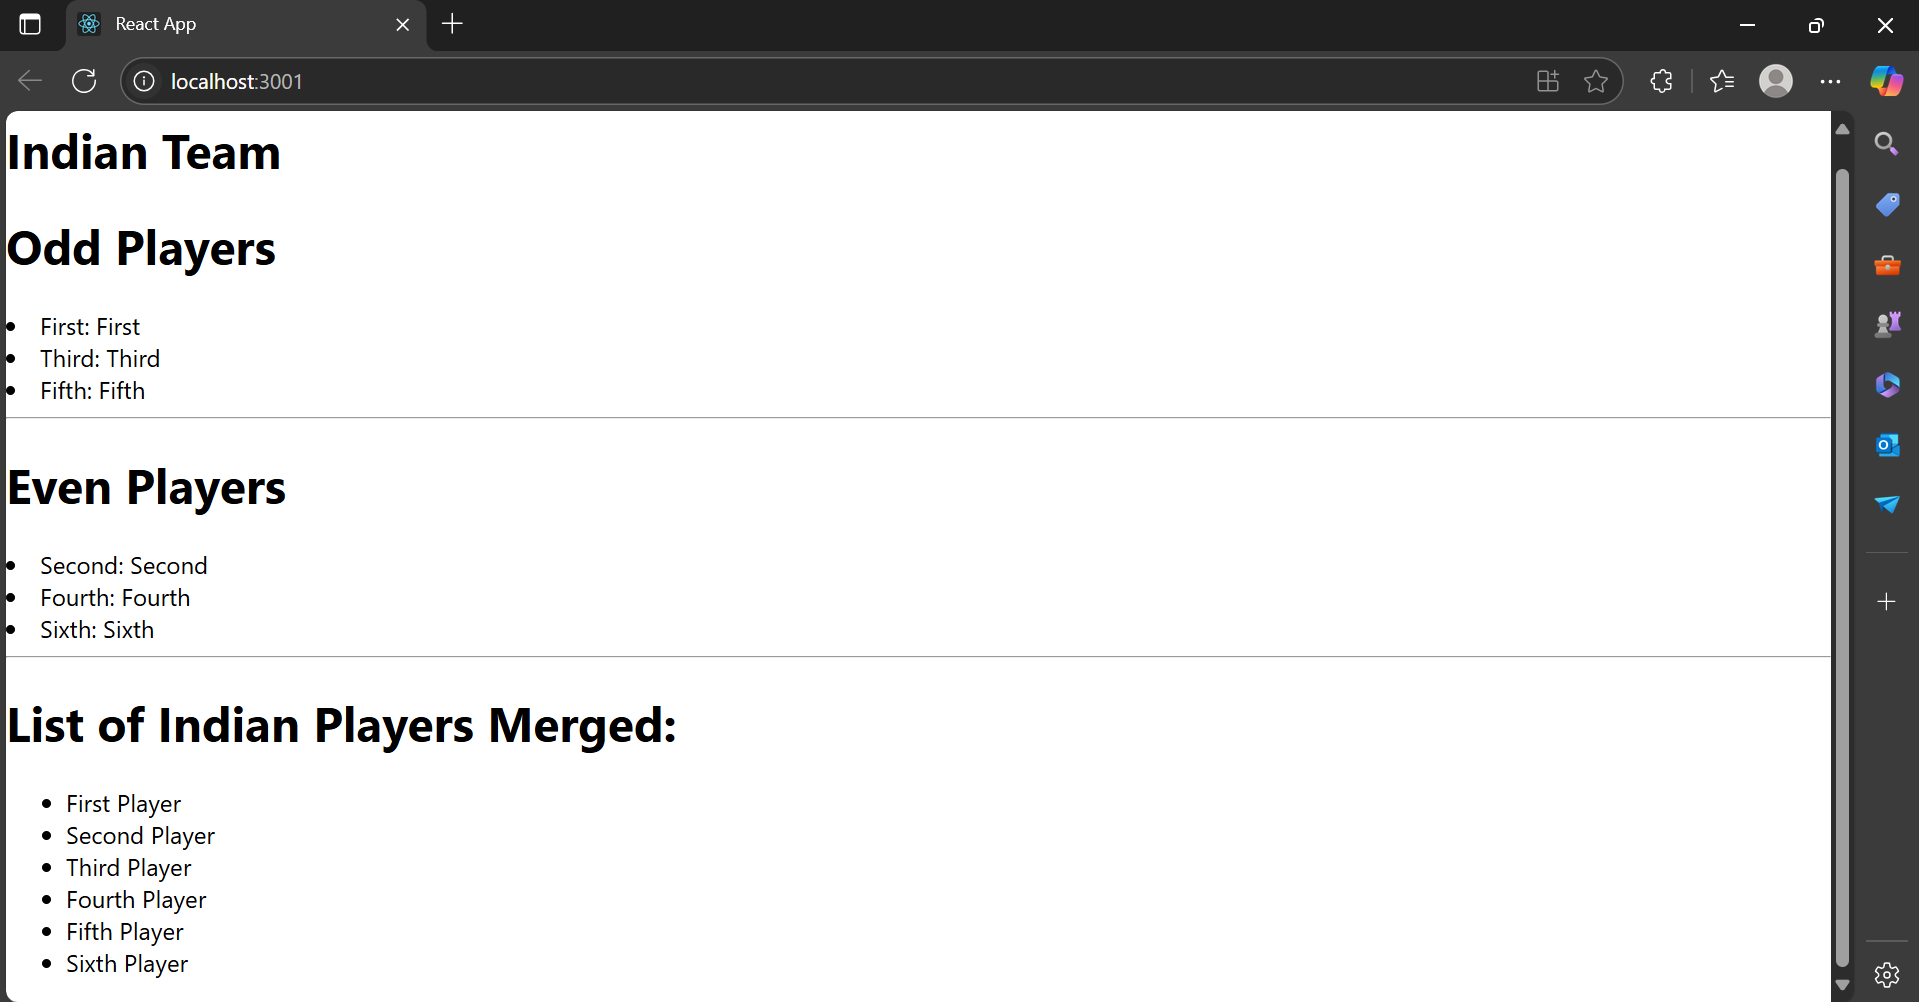 React App
localhost:3001
Indian Team
Odd Players
First: First
Third: Third
Fifth: Fifth
Even Players
Second: Second
Fourth: Fourth
Sixth: Sixth
List of Indian Players Merged:
First Player
Second Player
Third Player
Fourth Player
Fifth Player
Sixth Player